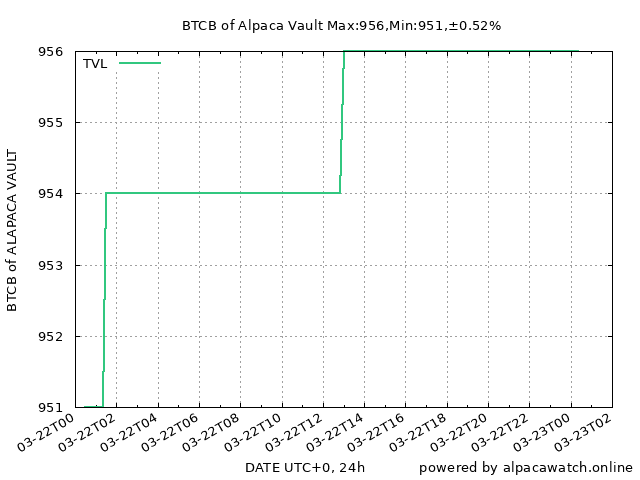 BTCB of Alpaca Vault Max:956,Min:951,±0.52%
TVL
956
955
954
953
952
951
BTCB of ALAPACA VAULT
03-22T00
03-22T02
03-22T04
03-22T06
03-22T08
03-22T10
03-22T12
03-22T14
03-22T16
03-22T18
03-22T20
03-22T22
03-23T00
03-23T02
DATE UTC+0, 24h
powered by alpacawatch.online